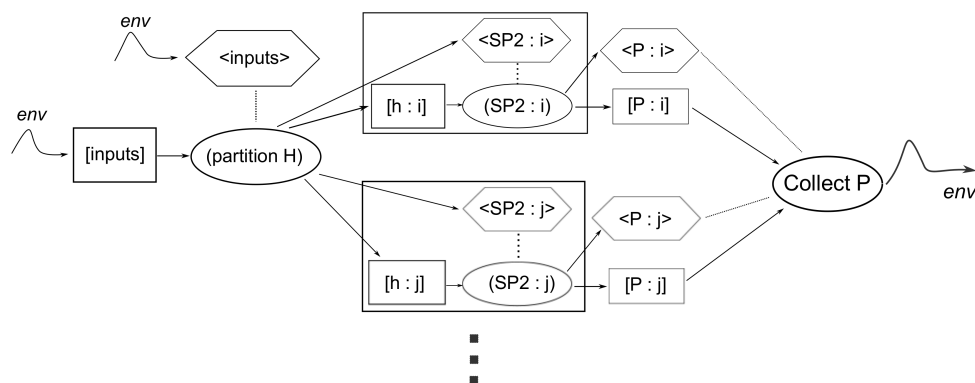 env
<inputs>
env
[inputs]
(partition H)
<SP2 : i>
[h : i]
(SP2 : i)
<P : i>
[P : i]
<SP2 : j>
[h : j]
(SP2 : j)
<P : j>
[P : j]
Collect P
env